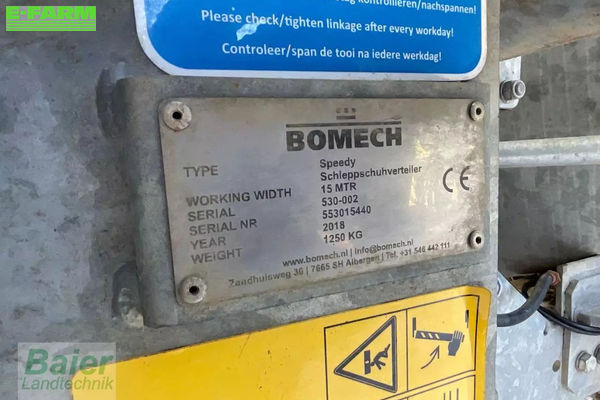 E-FARM
kontrollieren/nachspannen!
Please check/tighten linkage after every workday!
Controleer/span de tooi na iedere werkdag!
BOMECH
TYPE Speedy
Schleppschuhverteiler
WORKING WIDTH 15 MTR
SERIAL 530-002
SERIAL NR 553015440
YEAR 2018
WEIGHT 1250 KG
www.bomech.nl | info@bomech.nl
Zandhuisweg 36 | 7665 SH Albergen | Tel. +31 546 442 111
CE
Baier
Landtechnik